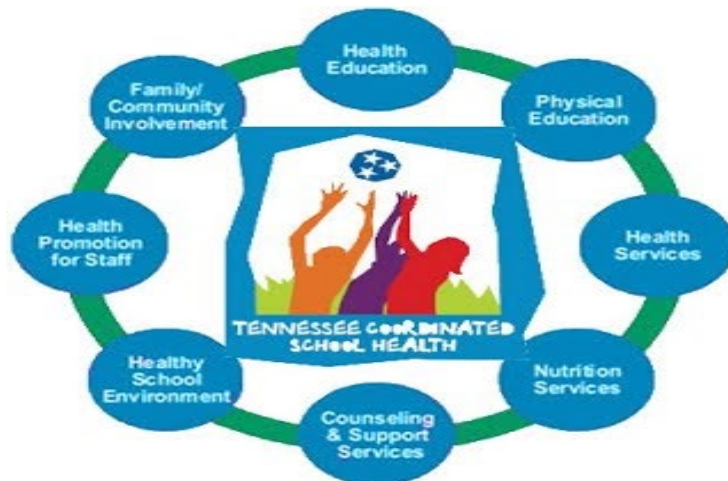 Health
Education
Physical
Education
Health
Services
Nutrition
Services
Counseling
& Support
Services
Healthy
School
Environment
Health
Promotion
for Staff
Family/
Community
Involvement
TENNESSEE COORDINATED
SCHOOL HEALTH